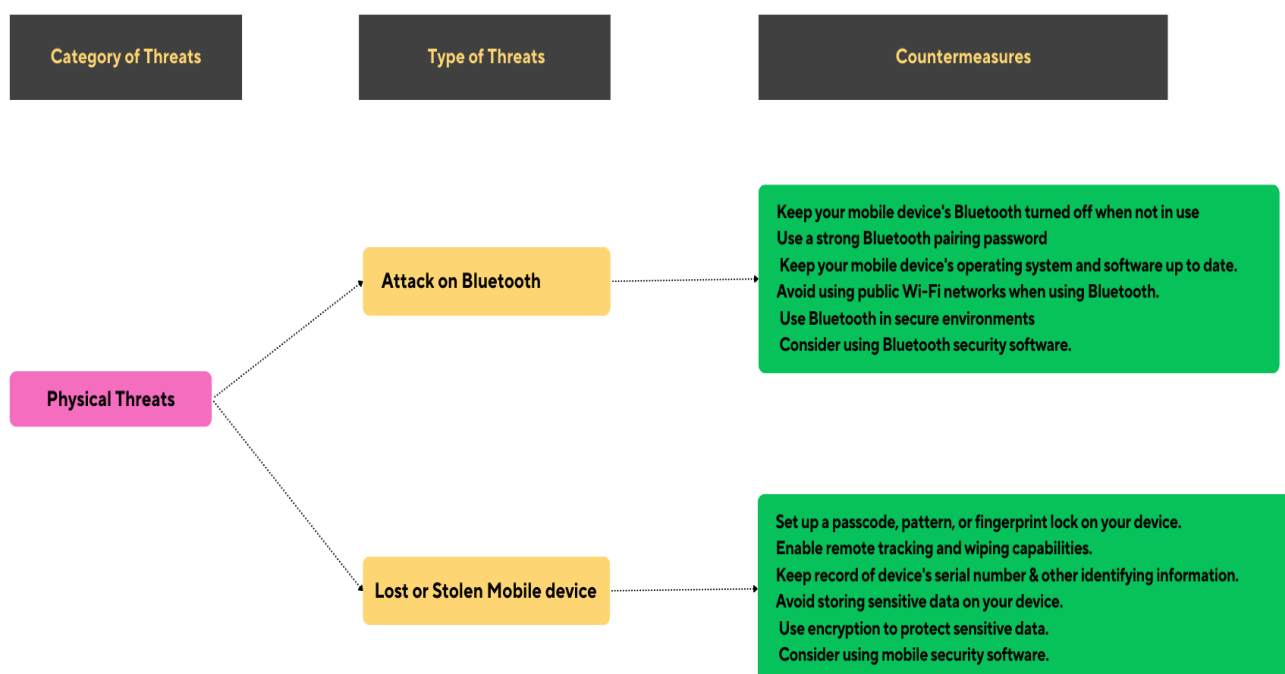 Category of Threats
Type of Threats
Countermeasures
Physical Threats
Attack on Bluetooth
Keep your mobile device's Bluetooth turned off when not in use
Use a strong Bluetooth pairing password
Keep your mobile device's operating system and software up to date.
Avoid using public Wi-Fi networks when using Bluetooth.
Use Bluetooth in secure environments
Consider using Bluetooth security software.
Lost or Stolen Mobile device
Set up a passcode, pattern, or fingerprint lock on your device.
Enable remote tracking and wiping capabilities.
Keep record of device's serial number & other identifying information.
Avoid storing sensitive data on your device.
Use encryption to protect sensitive data.
Consider using mobile security software.